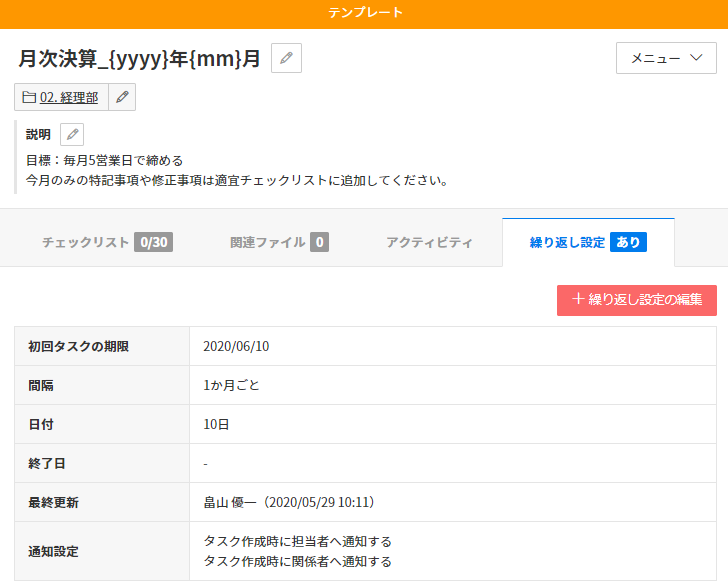 テンプレート
月次決算_{yyyy}年{mm}月
メニュー
02. 経理部
説明
目標：毎月5営業日で締める
今月のみの特記事項や修正事項は適宜チェックリストに追加してください。
チェックリスト 0/30 関連ファイル 0 アクティビティ 繰り返し設定 あり
＋繰り返し設定の編集
初回タスクの期限 2020/06/10
間隔 1か月ごと
日付 10日
終了日 -
最終更新 畠山 優一（2020/05/29 10:11）
通知設定 タスク作成時に担当者へ通知する
タスク作成時に関係者へ通知する